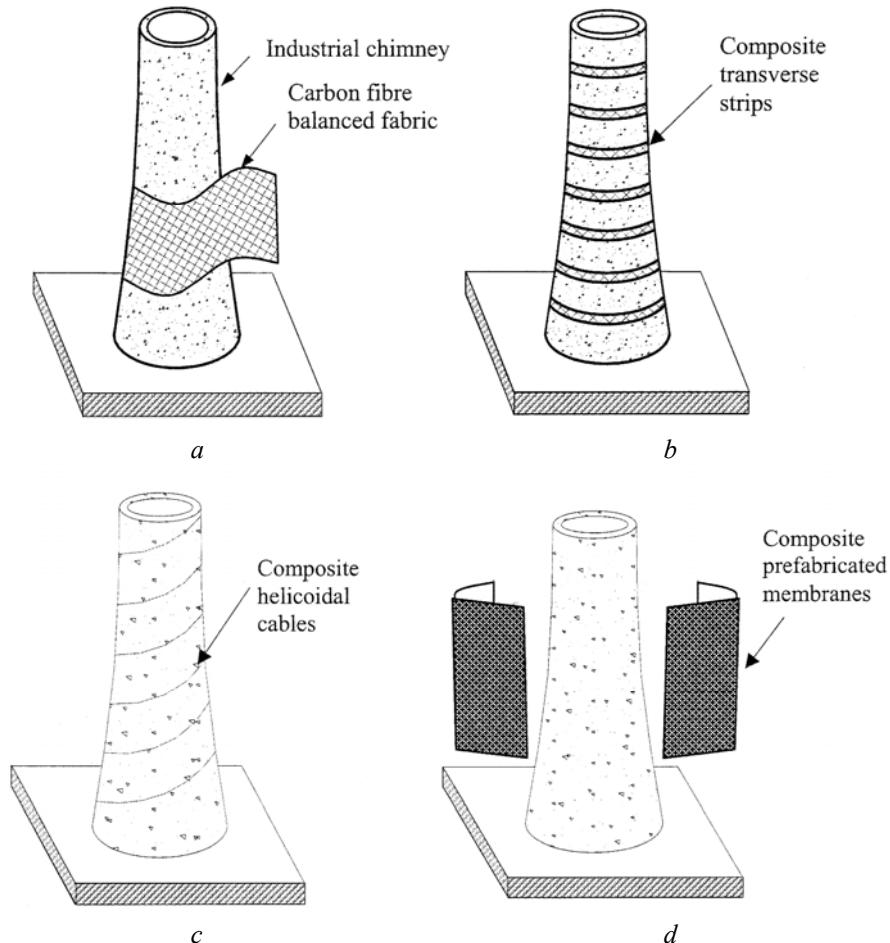 Industrial chimney
Carbon fibre
balanced fabric
Composite
transverse
strips
a
b
Composite
helicoidal
cables
Composite
prefabricated
membranes
c
d